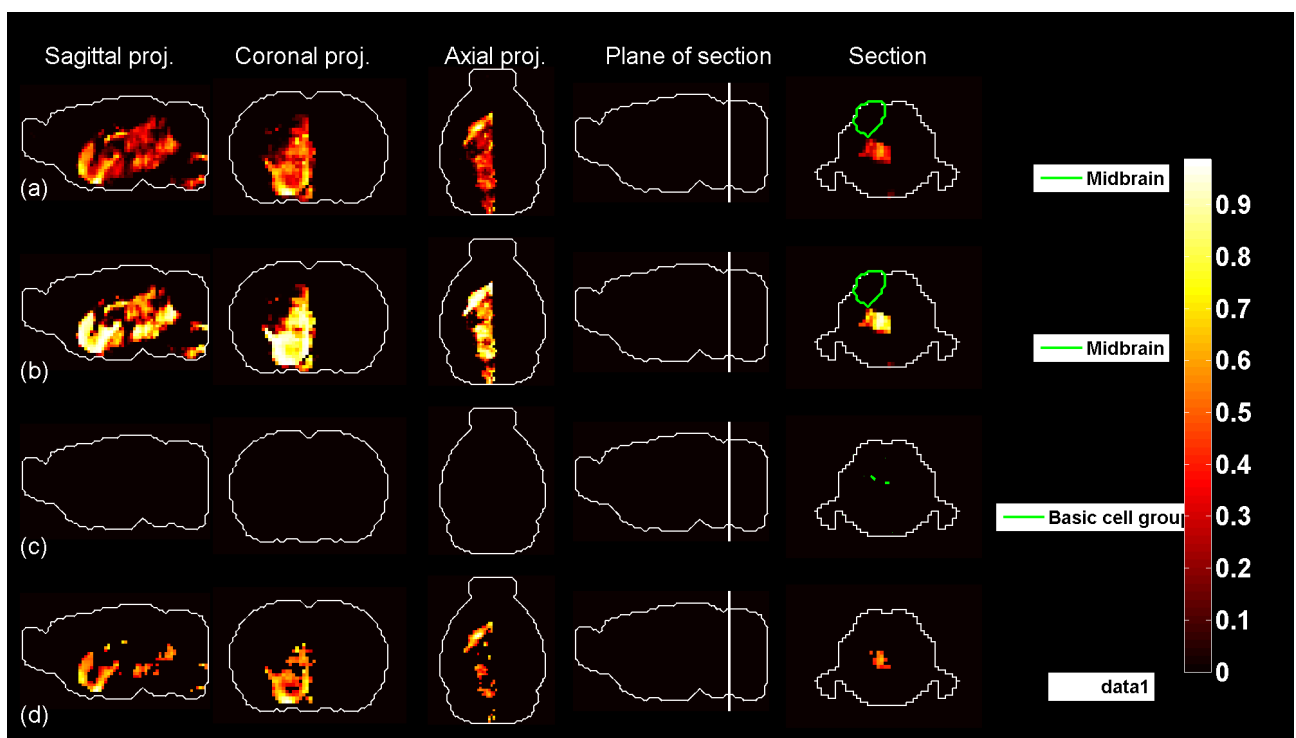 Sagittal proj. Coronal proj. Axial proj. Plane of section Section
(a)
Midbrain
(b)
Midbrain
(c)
Basic cell group
(d)
data1
0.9
0.8
0.7
0.6
0.5
0.4
0.3
0.2
0.1
0